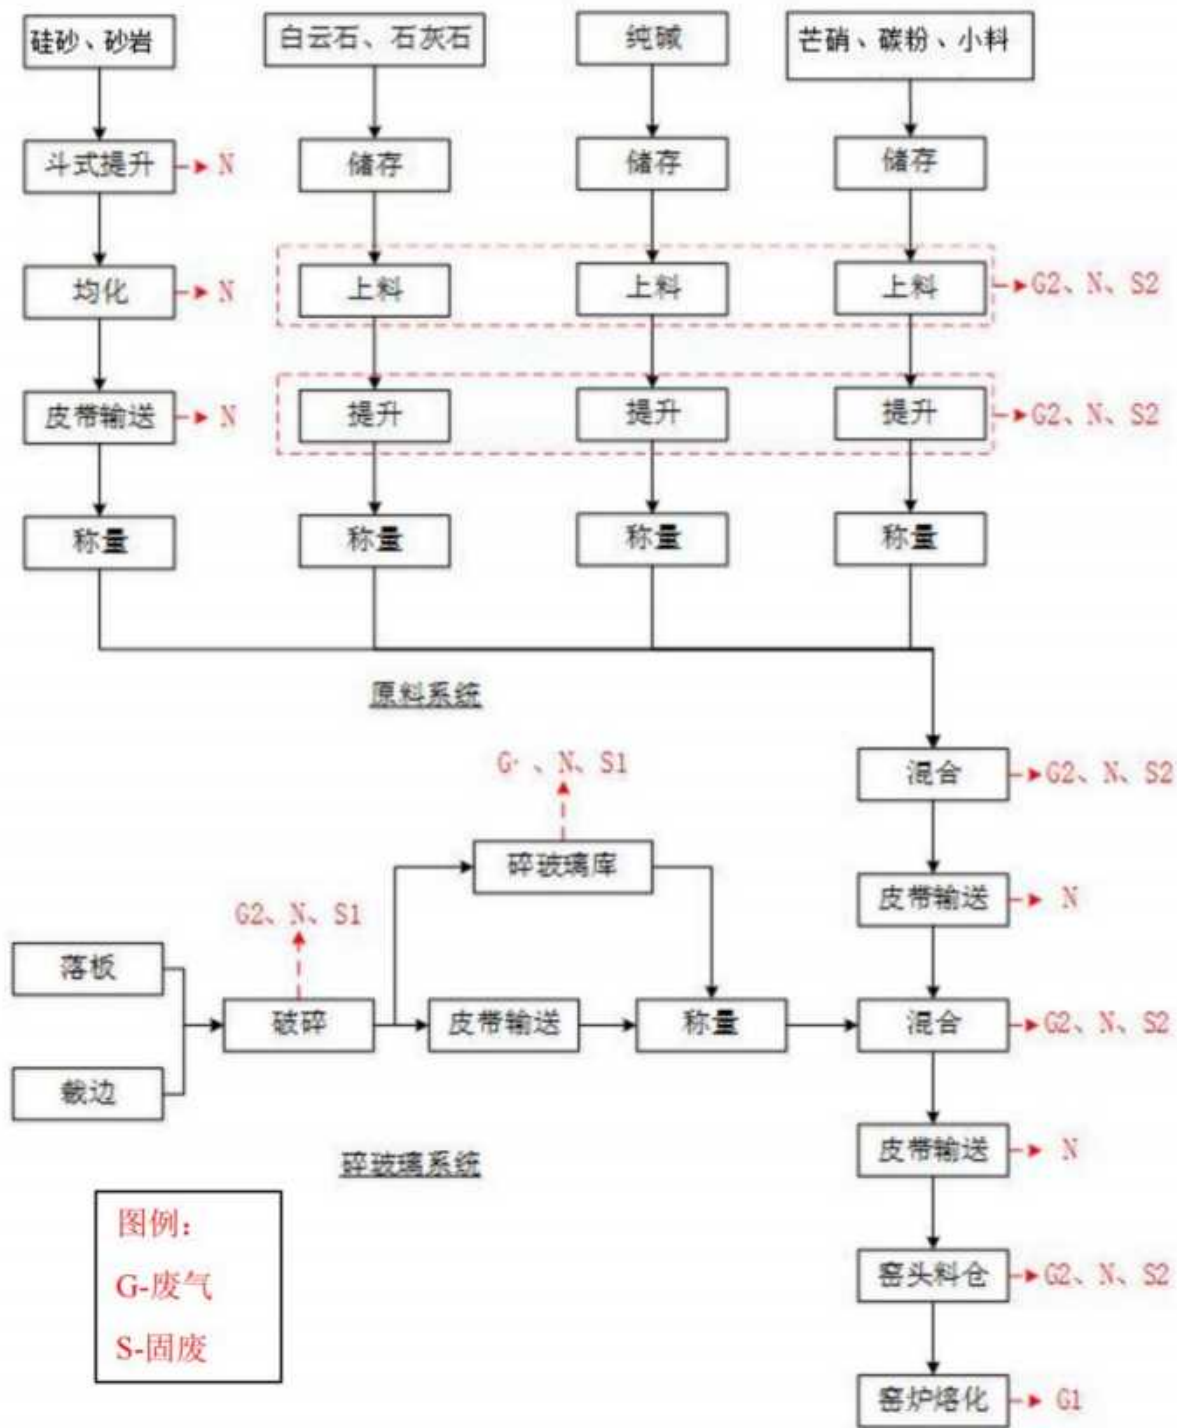 硅砂、砂岩
白云石、石灰石
纯碱
芒硝、碳粉、小料
斗式提升
N
储存
储存
储存
均化
N
上料
上料
上料
G2、N、S2
皮带输送
N
提升
提升
提升
G2、N、S2
称量
称量
称量
称量
原料系统
混合
G2、N、S2
G 、N、S1
碎玻璃库
皮带输送
N
G2、N、S1
落板
破碎
皮带输送
称量
混合
G2、N、S2
裁边
皮带输送
N
碎玻璃系统
图例：
G-废气
S-固废
窑头料仓
G2、N、S2
窑炉熔化
G1